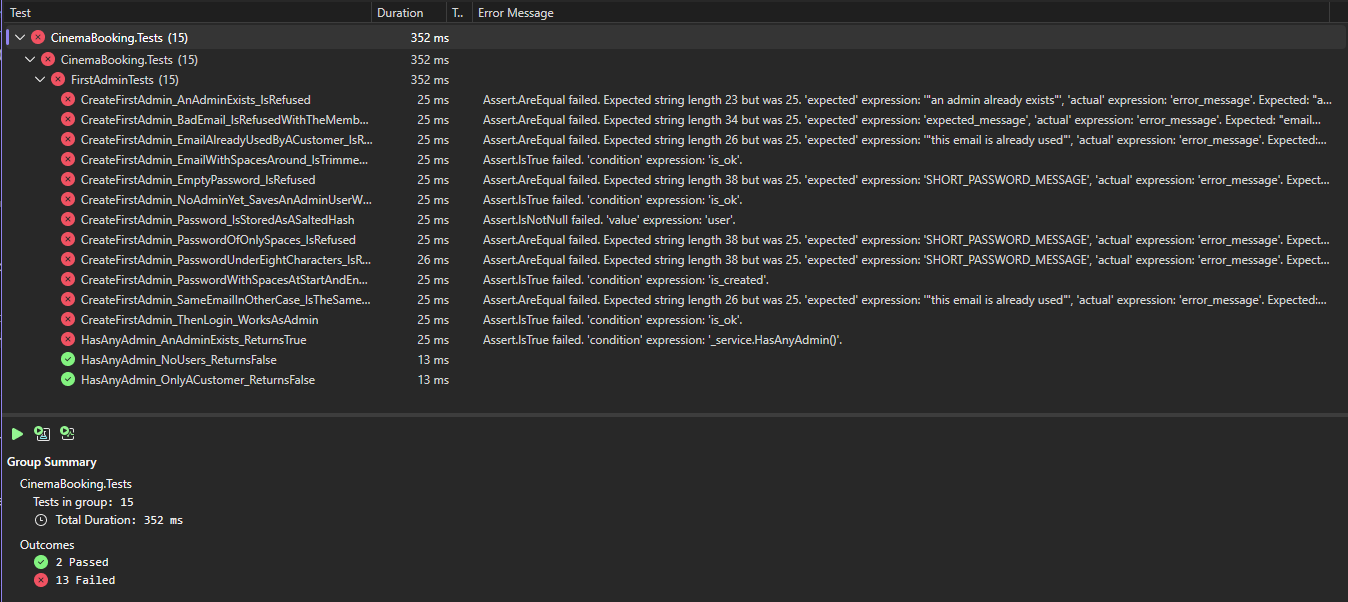 Test Duration T.. Error Message
CinemaBooking.Tests (15) 352 ms
CinemaBooking.Tests (15) 352 ms
FirstAdminTests (15) 352 ms
CreateFirstAdmin_AnAdminExists_IsRefused 25 ms Assert.AreEqual failed. Expected string length 23 but was 25. 'expected' expression: '"an admin already exists"', 'actual' expression: 'error_message'. Expected: "a...
CreateFirstAdmin_BadEmail_IsRefusedWithTheMemb... 25 ms Assert.AreEqual failed. Expected string length 34 but was 25. 'expected' expression: 'expected_message', 'actual' expression: 'error_message'. Expected: "email...
CreateFirstAdmin_EmailAlreadyUsedByACustomer_IsR... 25 ms Assert.AreEqual failed. Expected string length 26 but was 25. 'expected' expression: '"this email is already used"', 'actual' expression: 'error_message'. Expected:...
CreateFirstAdmin_EmailWithSpacesAround_IsTrimme... 25 ms Assert.IsTrue failed. 'condition' expression: 'is_ok'.
CreateFirstAdmin_EmptyPassword_IsRefused 25 ms Assert.AreEqual failed. Expected string length 38 but was 25. 'expected' expression: 'SHORT_PASSWORD_MESSAGE', 'actual' expression: 'error_message'. Expect...
CreateFirstAdmin_NoAdminYet_SavesAnAdminUserW... 25 ms Assert.IsTrue failed. 'condition' expression: 'is_ok'.
CreateFirstAdmin_Password_IsStoredAsASaltedHash 25 ms Assert.IsNotNull failed. 'value' expression: 'user'.
CreateFirstAdmin_PasswordOfOnlySpaces_IsRefused 25 ms Assert.AreEqual failed. Expected string length 38 but was 25. 'expected' expression: 'SHORT_PASSWORD_MESSAGE', 'actual' expression: 'error_message'. Expect...
CreateFirstAdmin_PasswordUnderEightCharacters_IsR... 26 ms Assert.AreEqual failed. Expected string length 38 but was 25. 'expected' expression: 'SHORT_PASSWORD_MESSAGE', 'actual' expression: 'error_message'. Expect...
CreateFirstAdmin_PasswordWithSpacesAtStartAndEn... 25 ms Assert.IsTrue failed. 'condition' expression: 'is_created'.
CreateFirstAdmin_SameEmailInOtherCase_IsTheSame... 25 ms Assert.AreEqual failed. Expected string length 26 but was 25. 'expected' expression: '"this email is already used"', 'actual' expression: 'error_message'. Expected:...
CreateFirstAdmin_ThenLogin_WorksAsAdmin 25 ms Assert.IsTrue failed. 'condition' expression: 'is_ok'.
HasAnyAdmin_AnAdminExists_ReturnsTrue 25 ms Assert.IsTrue failed. 'condition' expression: '_service.HasAnyAdmin()'.
HasAnyAdmin_NoUsers_ReturnsFalse 13 ms
HasAnyAdmin_OnlyACustomer_ReturnsFalse 13 ms
Group Summary
CinemaBooking.Tests
Tests in group: 15
Total Duration: 352 ms
Outcomes
2 Passed
13 Failed